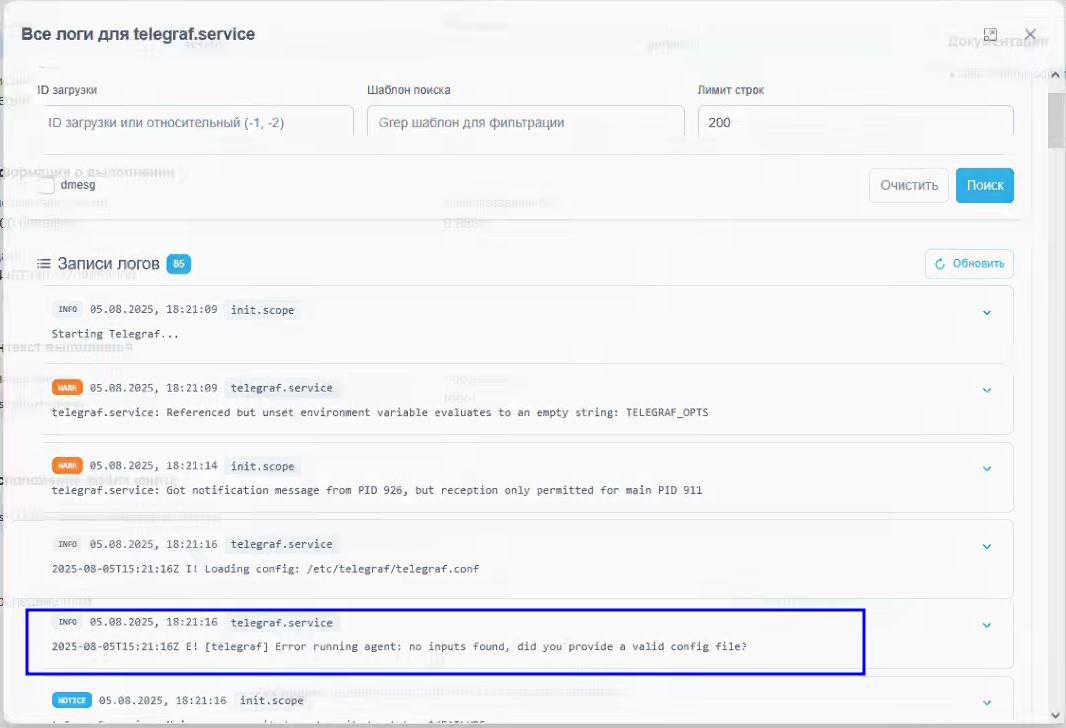 Все логи для telegraf.service
ID загрузки
Шаблон поиска
Лимит строк
ID загрузки или относительный (-1, -2)
Grep шаблон для фильтрации
200
dmesg
Очистить
Поиск
Записи логов 85
Обновить
INFO 05.08.2025, 18:21:09 init.scope
Starting Telegraf...
WARN 05.08.2025, 18:21:09 telegraf.service
telegraf.service: Referenced but unset environment variable evaluates to an empty string: TELEGRAF_OPTS
WARN 05.08.2025, 18:21:14 init.scope
telegraf.service: Got notification message from PID 926, but reception only permitted for main PID 911
INFO 05.08.2025, 18:21:16 telegraf.service
2025-08-05T15:21:16Z I! Loading config: /etc/telegraf/telegraf.conf
INFO 05.08.2025, 18:21:16 telegraf.service
2025-08-05T15:21:16Z E! [telegraf] Error running agent: no inputs found, did you provide a valid config file?
NOTICE 05.08.2025, 18:21:16 init.scope